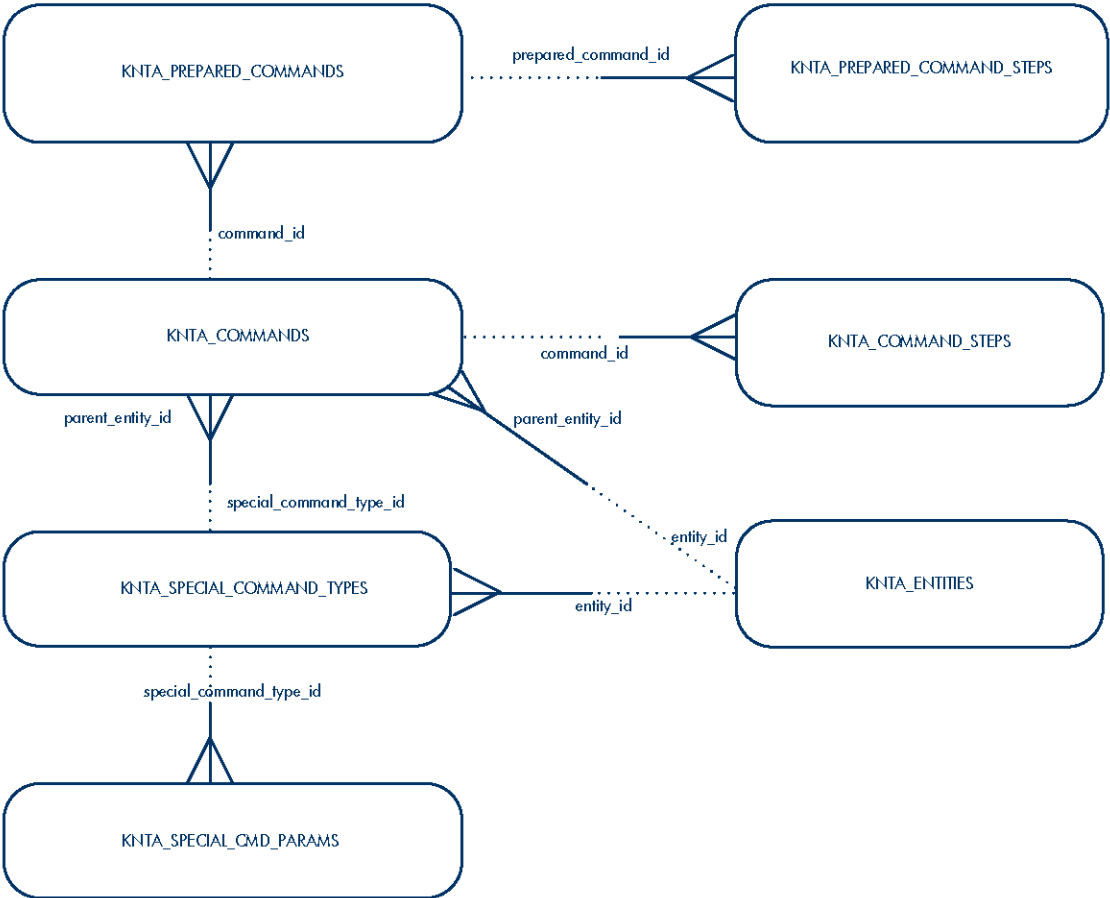 KNTA_PREPARED_COMMANDS
prepared_command_id
KNTA_PREPARED_COMMAND_STEPS
command_id
KNTA_COMMANDS
command_id
KNTA_COMMAND_STEPS
parent_entity_id
parent_entity_id
special_command_type_id
entity_id
KNTA_SPECIAL_COMMAND_TYPES
entity_id
KNTA_ENTITIES
special_command_type_id
KNTA_SPECIAL_CMD_PARAMS